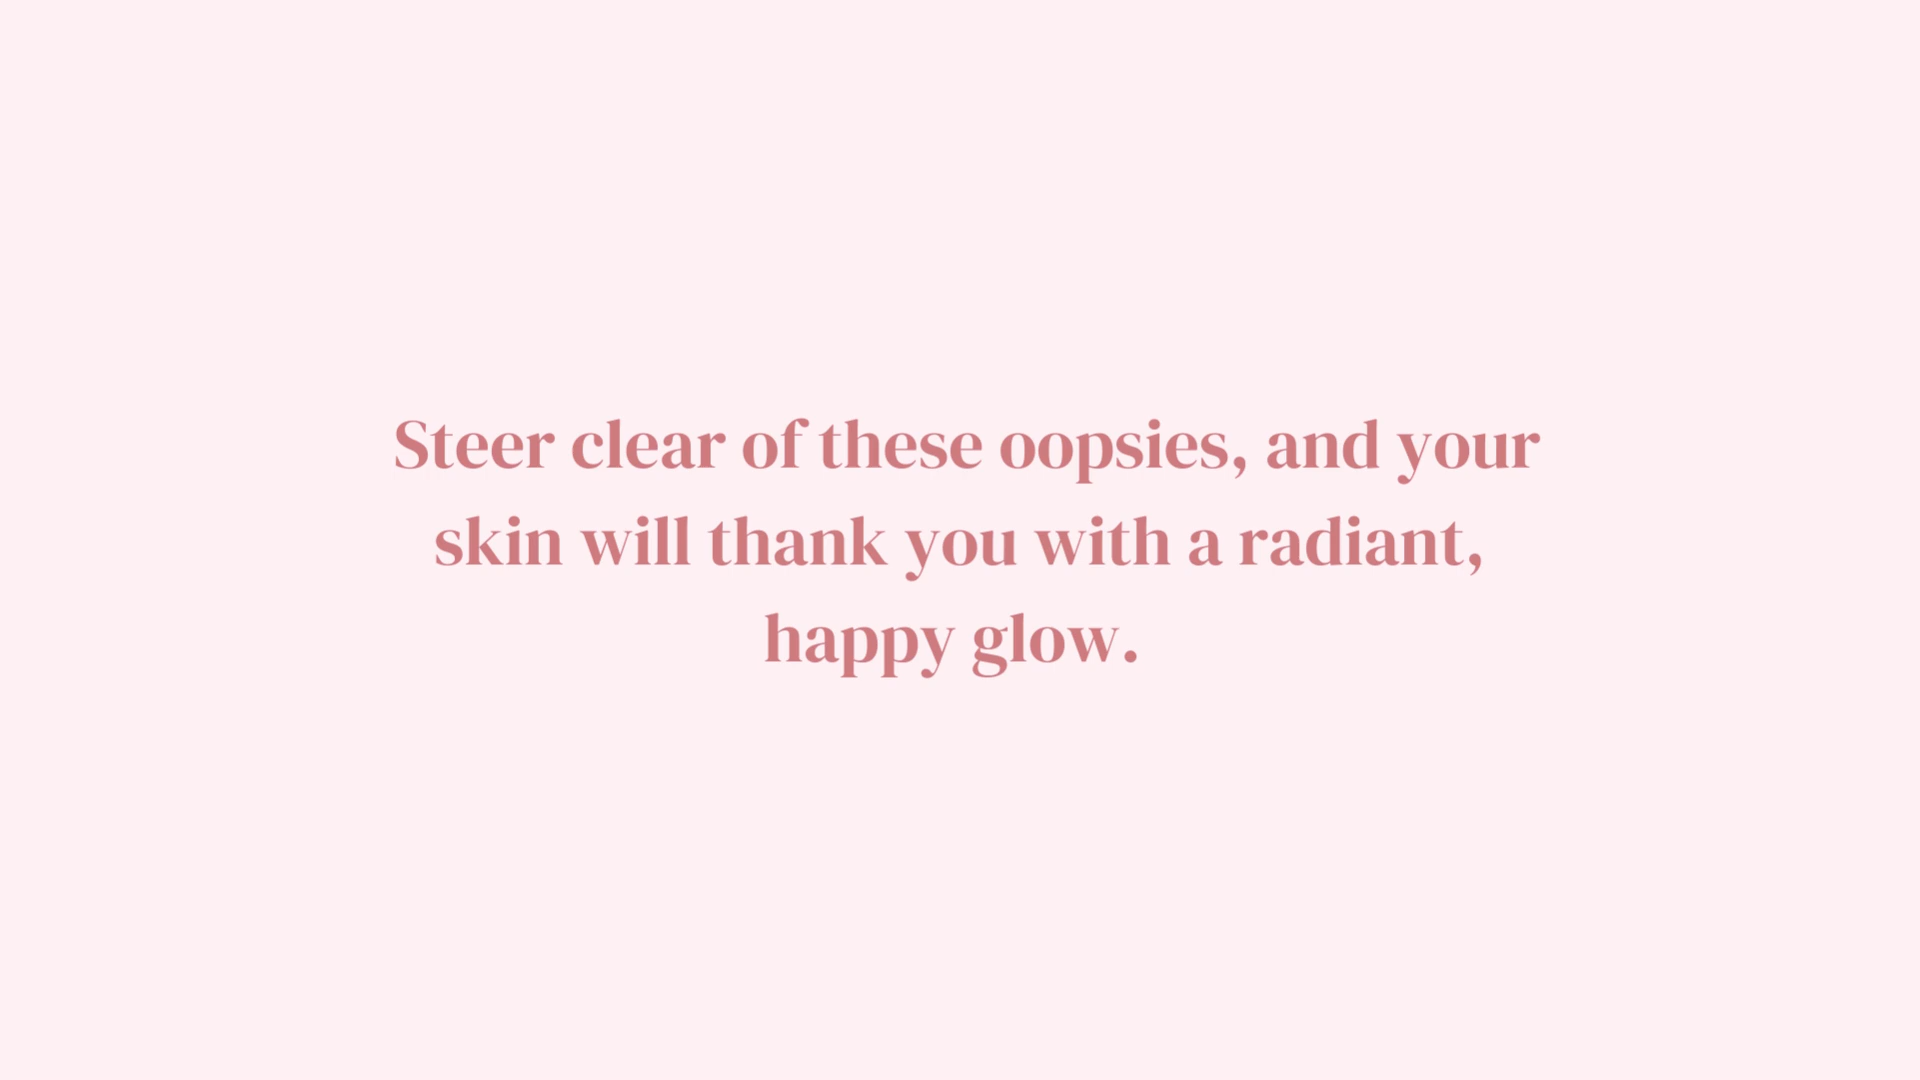 Steer clear of these oopsies, and your
skin will thank you with a radiant,
happy glow.